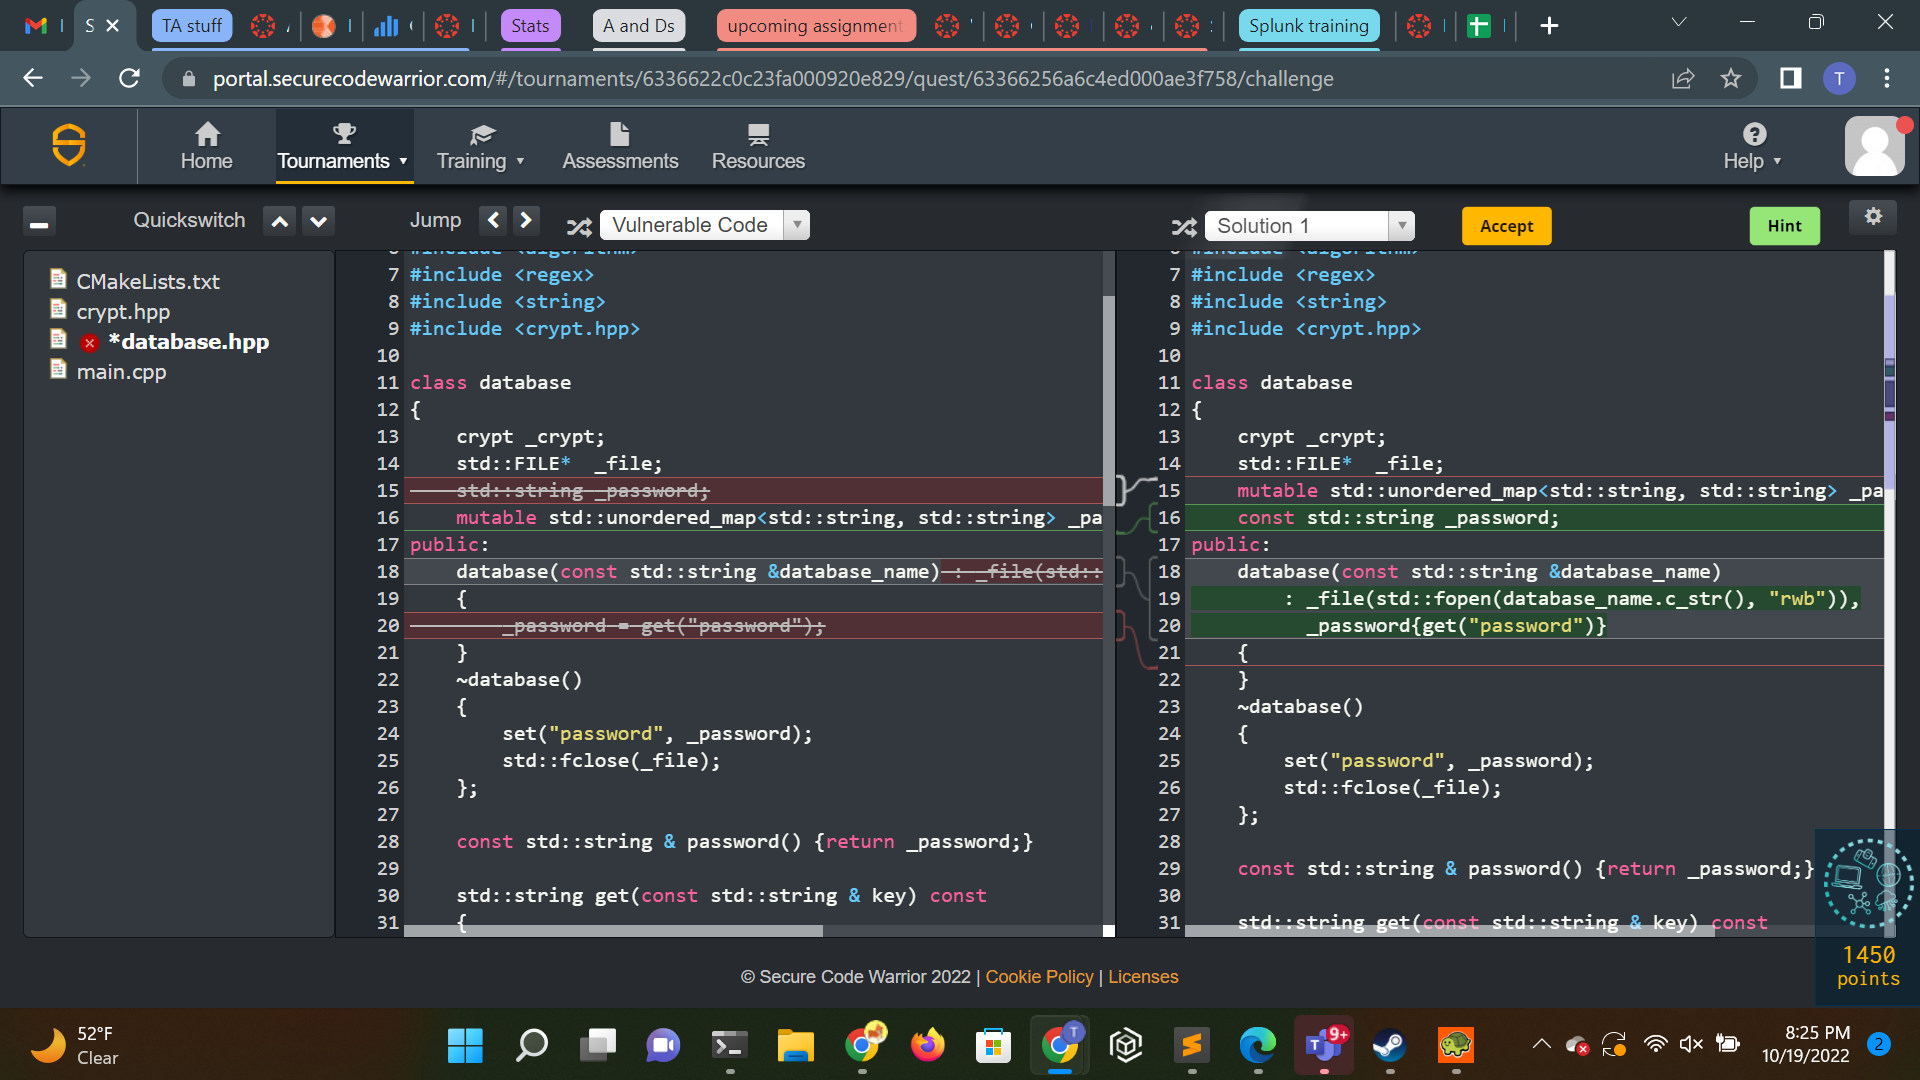 S
TA stuff
Stats
A and Ds
upcoming assignment
Splunk training
portal.securecodewarrior.com/#/tournaments/6336622c0c23fa000920e829/quest/63366256a6c4ed000ae3f758/challenge
T
Home
Tournaments
Training
Assessments
Resources
Help
Quickswitch
Jump
Vulnerable Code
Solution 1
Accept
Hint
CMakeLists.txt
crypt.hpp
*database.hpp
main.cpp
6 #include <algorithm>
7 #include <regex>
8 #include <string>
9 #include <crypt.hpp>
10
11 class database
12 {
13 crypt _crypt;
14 std::FILE* _file;
15 std::string _password;
16 mutable std::unordered_map<std::string, std::string> _pa
17 public:
18 database(const std::string &database_name) : _file(std::
19 {
20 _password = get("password");
21 }
22 ~database()
23 {
24 set("password", _password);
25 std::fclose(_file);
26 };
27
28 const std::string & password() {return _password;}
29
30 std::string get(const std::string & key) const
31 {
6 #include <algorithm>
7 #include <regex>
8 #include <string>
9 #include <crypt.hpp>
10
11 class database
12 {
13 crypt _crypt;
14 std::FILE* _file;
15 mutable std::unordered_map<std::string, std::string> _pa
16 const std::string _password;
17 public:
18 database(const std::string &database_name)
19 : _file(std::fopen(database_name.c_str(), "rwb")),
20 _password{get("password")}
21 {
22 }
23 ~database()
24 {
25 set("password", _password);
26 std::fclose(_file);
27 };
28
29 const std::string & password() {return _password;}
30
31 std::string get(const std::string & key) const
1450
points
© Secure Code Warrior 2022 | Cookie Policy | Licenses
52°F
Clear
T
9+
8:25 PM
10/19/2022
2